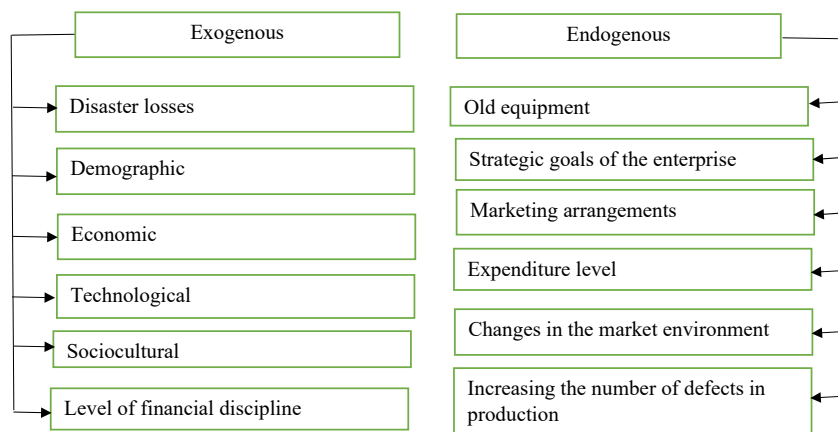 Exogenous
Disaster losses
Demographic
Economic
Technological
Sociocultural
Level of financial discipline
Endogenous
Old equipment
Strategic goals of the enterprise
Marketing arrangements
Expenditure level
Changes in the market environment
Increasing the number of defects in
production